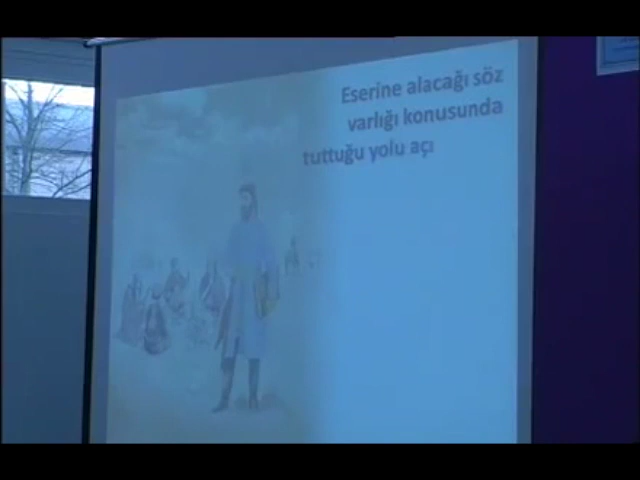 Eserine alacağı söz
varlığı konusunda
tuttuğu yolu açı